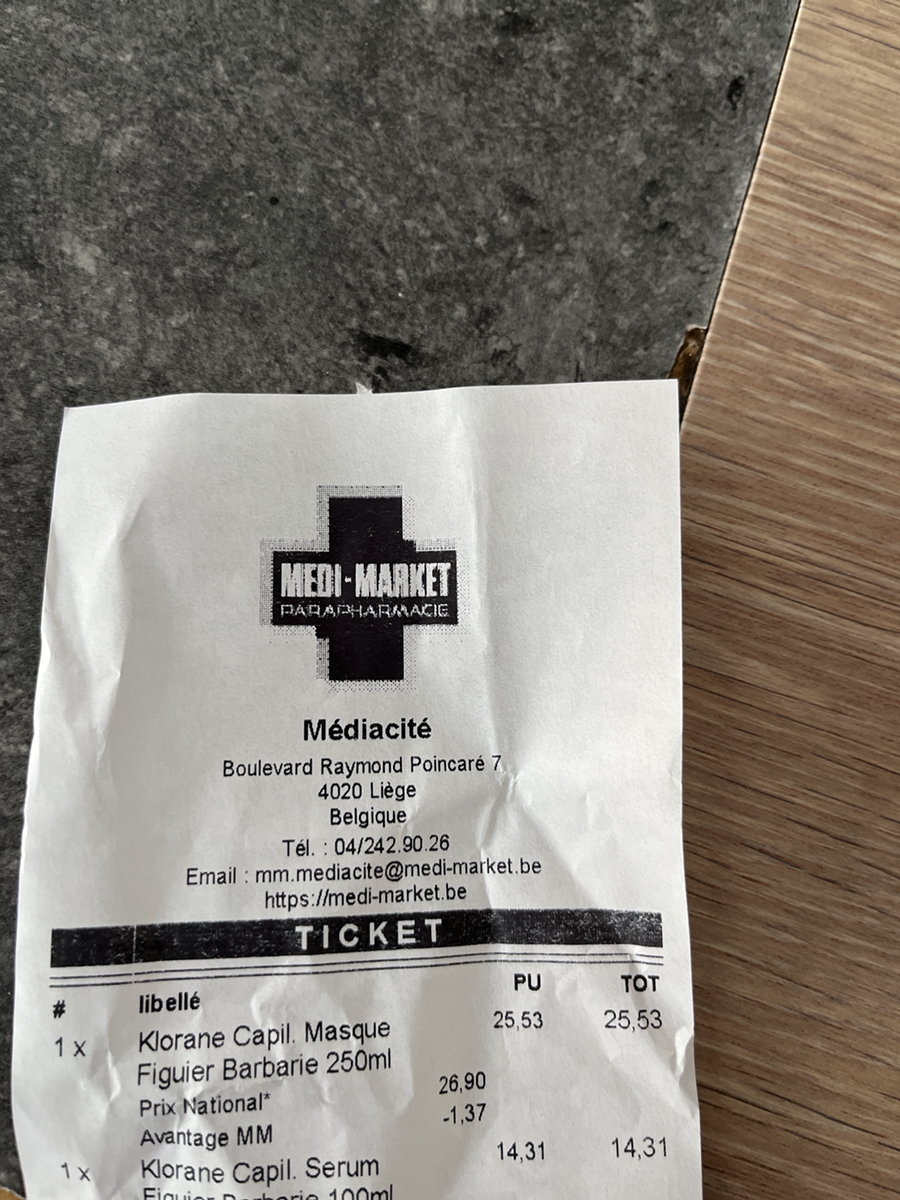 MEDI-MARKET
PARAPHARMACIE
Médiacité
Boulevard Raymond Poincaré 7
4020 Liège
Belgique
Tél. : 04/242.90.26
Email : mm.mediacite@medi-market.be
https://medi-market.be
TICKET
# libellé PU TOT
1 x Klorane Capil. Masque 25,53 25,53
Figuier Barbarie 250ml
Prix National* 26,90
Avantage MM -1,37
1 x Klorane Capil. Serum 14,31 14,31
Figuier Barbarie 100ml